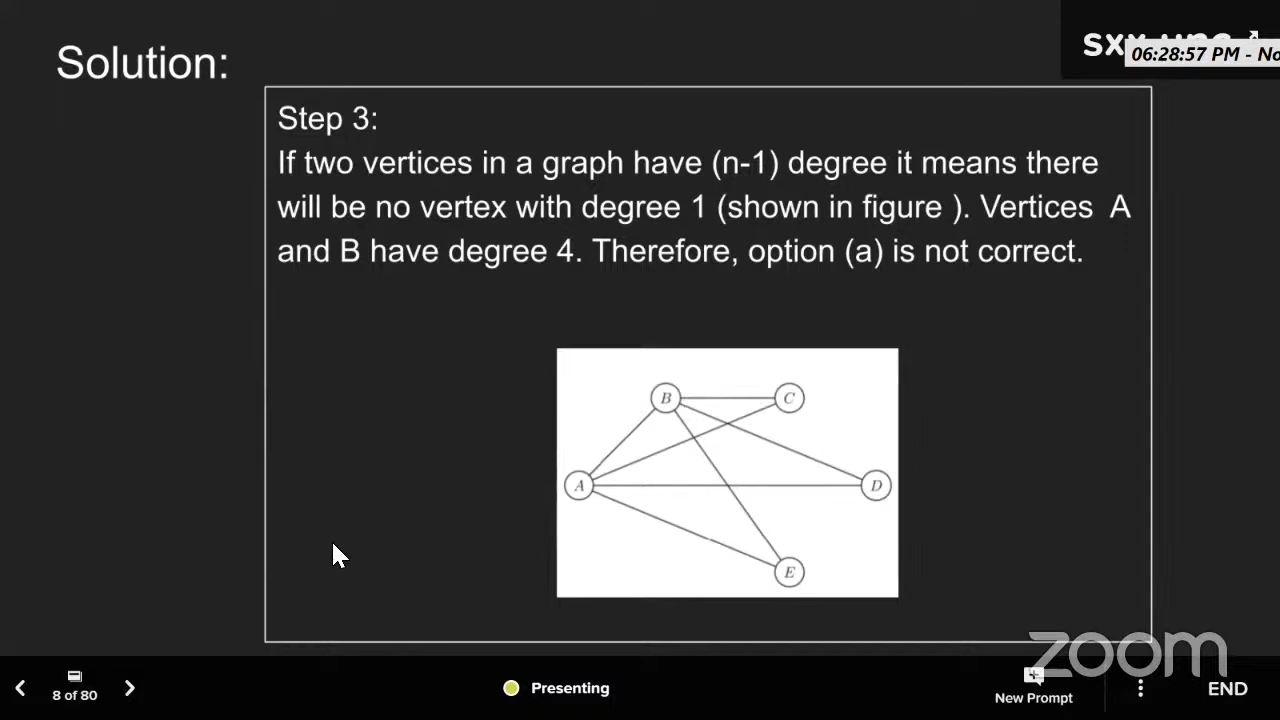 Solution:
06:28:57 PM - No
Step 3:
If two vertices in a graph have (n-1) degree it means there
will be no vertex with degree 1 (shown in figure ). Vertices A
and B have degree 4. Therefore, option (a) is not correct.
B
C
A
D
E
zoom
8 of 80
Presenting
New Prompt
END